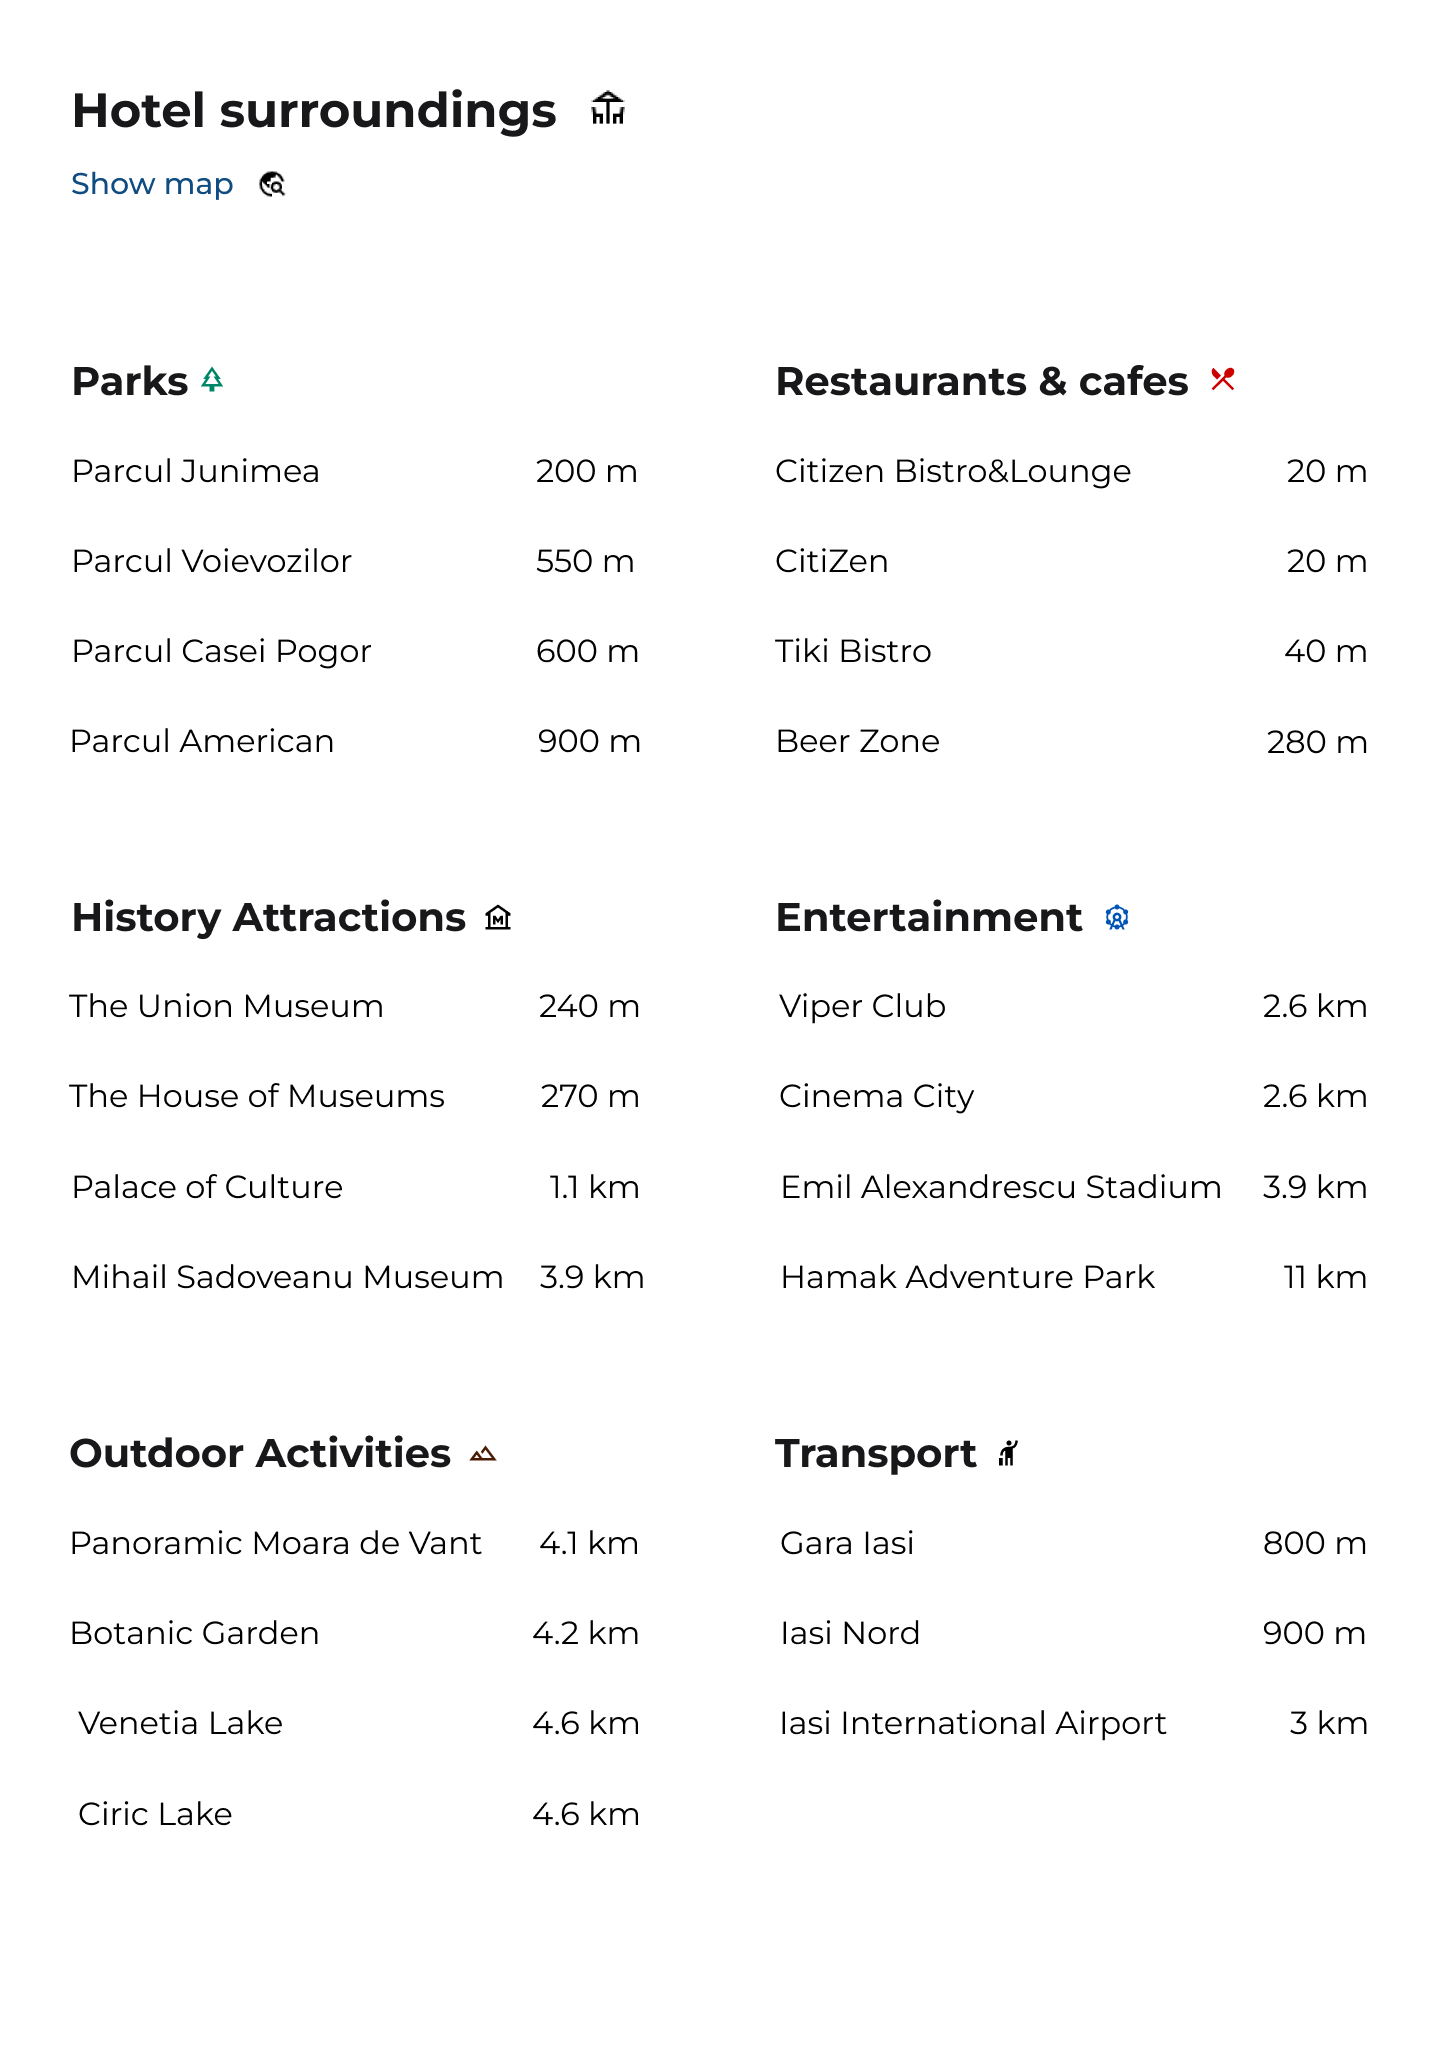 Hotel surroundings
Show map
Parks
Parcul Junimea 200 m
Parcul Voievozilor 550 m
Parcul Casei Pogor 600 m
Parcul American 900 m
Restaurants & cafes
Citizen Bistro&Lounge 20 m
CitiZen 20 m
Tiki Bistro 40 m
Beer Zone 280 m
History Attractions
The Union Museum 240 m
The House of Museums 270 m
Palace of Culture 1.1 km
Mihail Sadoveanu Museum 3.9 km
Entertainment
Viper Club 2.6 km
Cinema City 2.6 km
Emil Alexandrescu Stadium 3.9 km
Hamak Adventure Park 11 km
Outdoor Activities
Panoramic Moara de Vant 4.1 km
Botanic Garden 4.2 km
Venetia Lake 4.6 km
Ciric Lake 4.6 km
Transport
Gara Iasi 800 m
Iasi Nord 900 m
Iasi International Airport 3 km